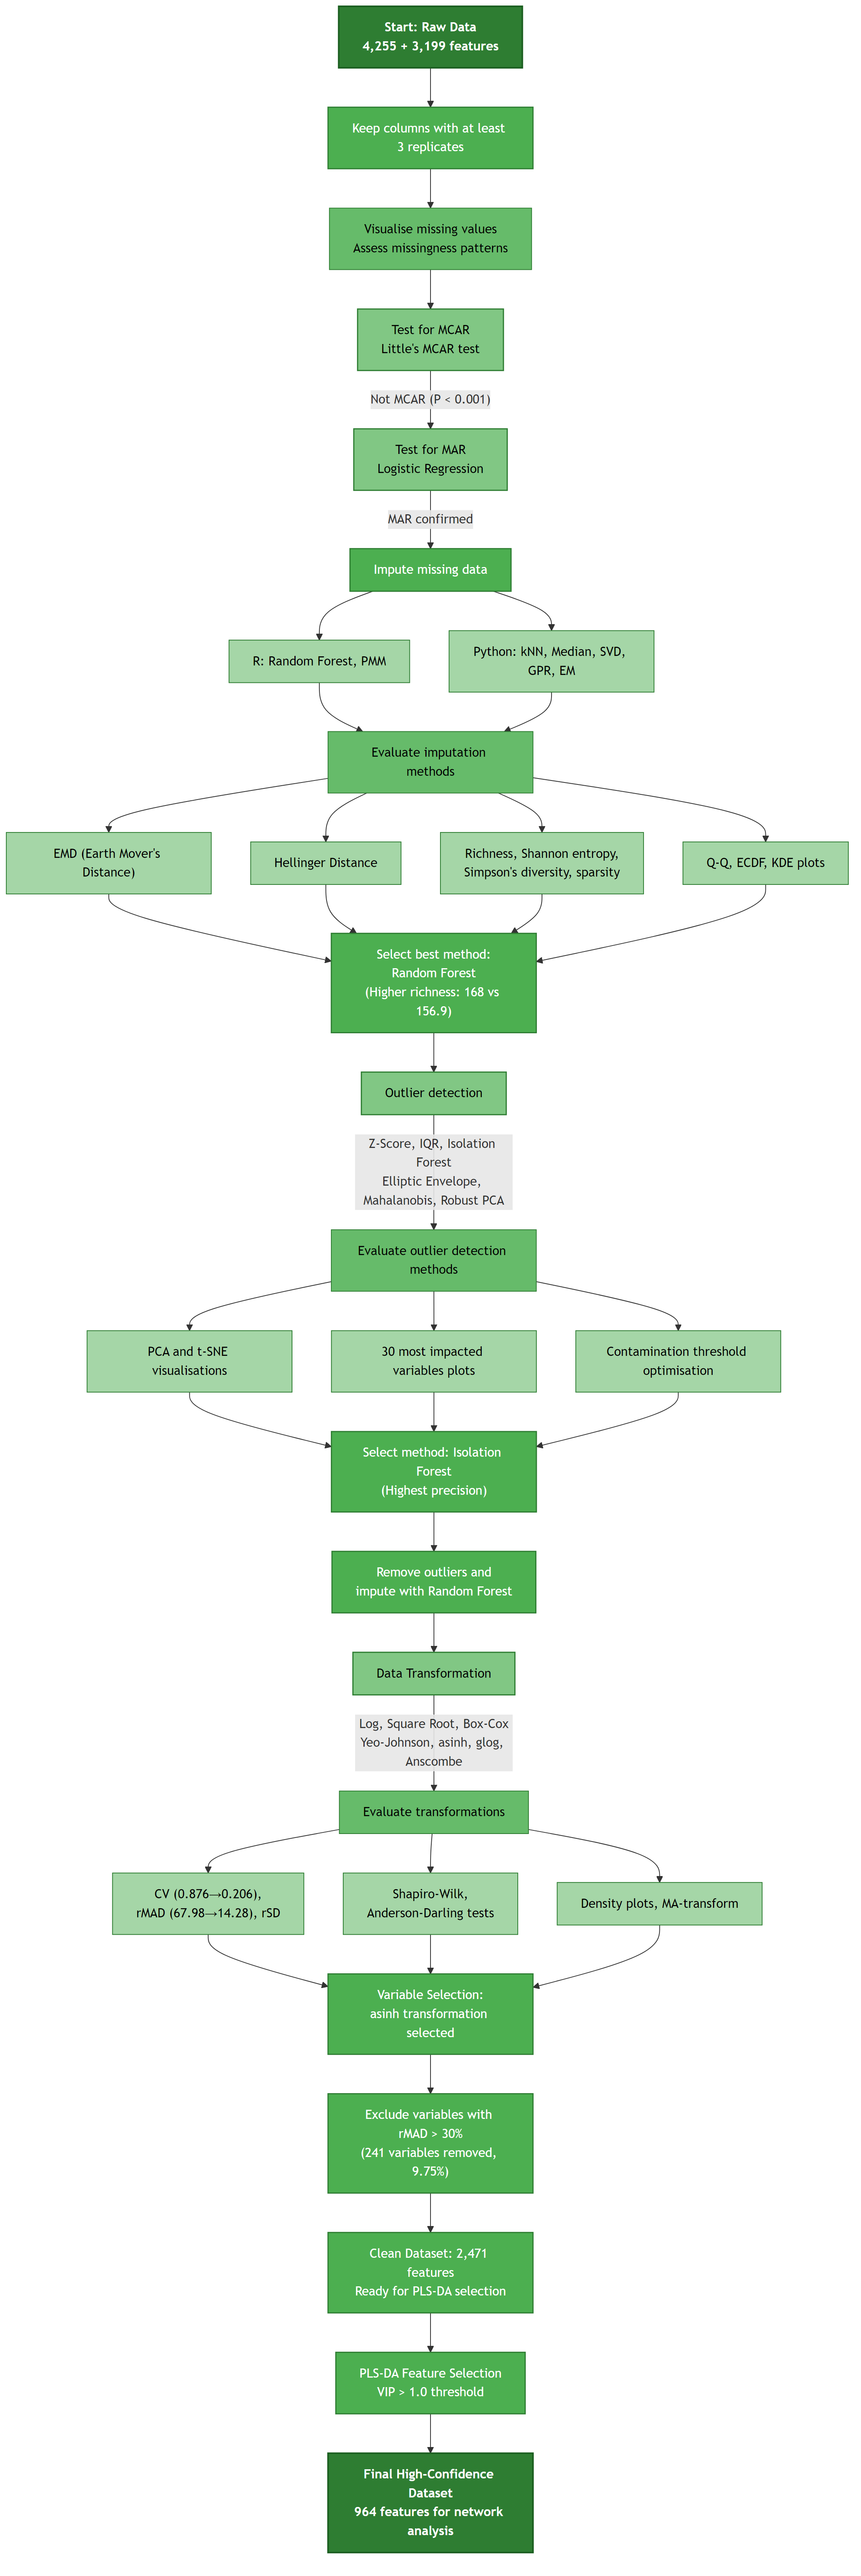 Start: Raw Data
4,255 + 3,199 features
Keep columns with at least
3 replicates
Visualise missing values
Assess missingness patterns
Test for MCAR
Little's MCAR test
Not MCAR (P < 0.001)
Test for MAR
Logistic Regression
MAR confirmed
Impute missing data
R: Random Forest, PMM
Python: kNN, Median, SVD,
GPR, EM
Evaluate imputation
methods
EMD (Earth Mover's
Distance)
Hellinger Distance
Richness, Shannon entropy,
Simpson's diversity, sparsity
Q-Q, ECDF, KDE plots
Select best method:
Random Forest
(Higher richness: 168 vs
156.9)
Outlier detection
Z-Score, IQR, Isolation
Forest
Elliptic Envelope,
Mahalanobis, Robust PCA
Evaluate outlier detection
methods
PCA and t-SNE
visualisations
30 most impacted
variables plots
Contamination threshold
optimisation
Select method: Isolation
Forest
(Highest precision)
Remove outliers and
impute with Random Forest
Data Transformation
Log, Square Root, Box-Cox
Yeo-Johnson, asinh, glog,
Anscombe
Evaluate transformations
CV (0.876→0.206),
rMAD (67.98→14.28), rSD
Shapiro-Wilk,
Anderson-Darling tests
Density plots, MA-transform
Variable Selection:
asinh transformation
selected
Exclude variables with
rMAD > 30%
(241 variables removed,
9.75%)
Clean Dataset: 2,471
features
Ready for PLS-DA selection
PLS-DA Feature Selection
VIP > 1.0 threshold
Final High-Confidence
Dataset
964 features for network
analysis